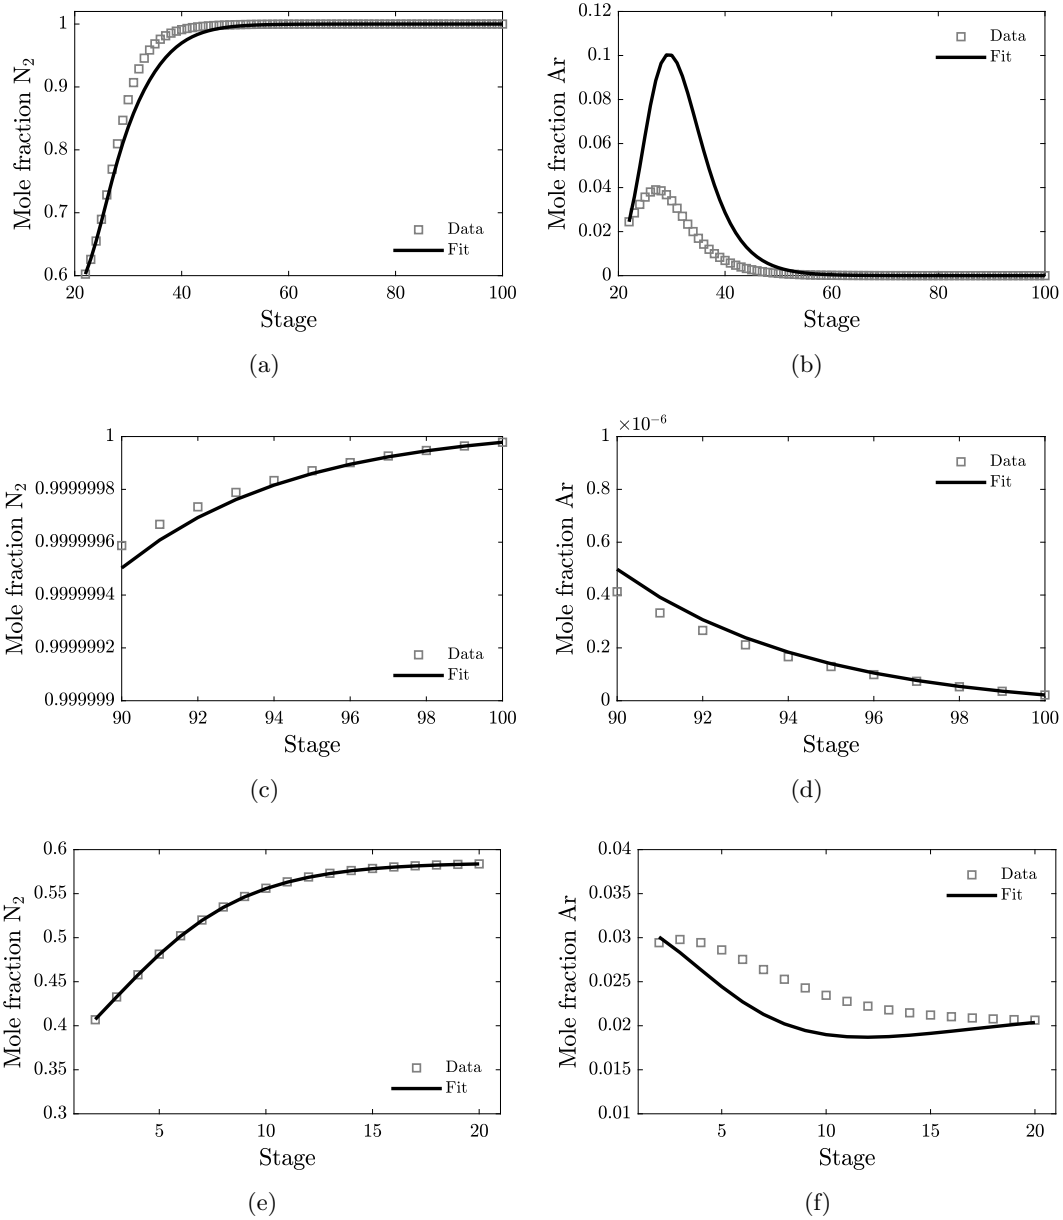 1
0.9
0.8
0.7
0.6
Mole fraction N2
Data
Fit
20 40 60 80 100
Stage
(a)
0.12
0.1
0.08
0.06
0.04
0.02
0
Mole fraction Ar
Data
Fit
20 40 60 80 100
Stage
(b)
1
0.9999998
0.9999996
0.9999994
0.9999992
0.999999
Mole fraction N2
Data
Fit
90 92 94 96 98 100
Stage
(c)
×10−6
1
0.8
0.6
0.4
0.2
0
Mole fraction Ar
Data
Fit
90 92 94 96 98 100
Stage
(d)
0.6
0.55
0.5
0.45
0.4
0.35
0.3
Mole fraction N2
Data
Fit
5 10 15 20
Stage
(e)
0.04
0.035
0.03
0.025
0.02
0.015
0.01
Mole fraction Ar
Data
Fit
5 10 15 20
Stage
(f)